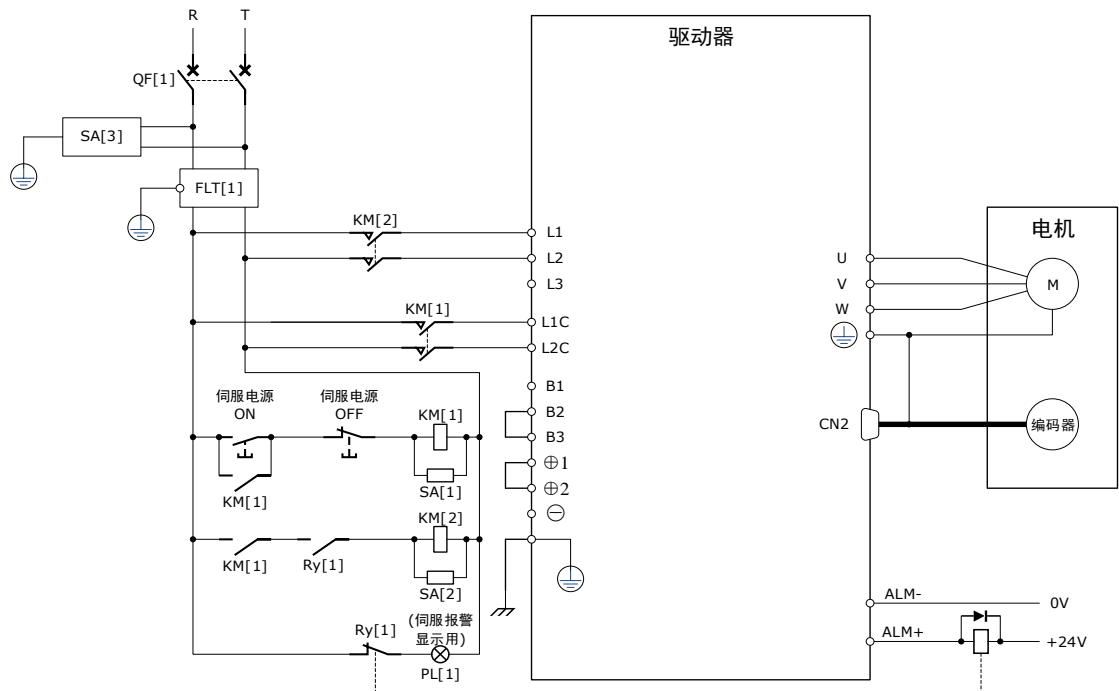 R T
驱动器
QF[1]
SA[3]
FLT[1]
KM[2]
L1
L2
L3
KM[1]
L1C
L2C
B1
B2
B3
⊕1
⊕2
⊖
伺服电源
ON
伺服电源
OFF
KM[1]
KM[1]
SA[1]
KM[2]
KM[1]
Ry[1]
SA[2]
Ry[1]
(伺服报警
显示用)
PL[1]
U
V
W
CN2
电机
M
编码器
ALM-
0V
ALM+
+24V